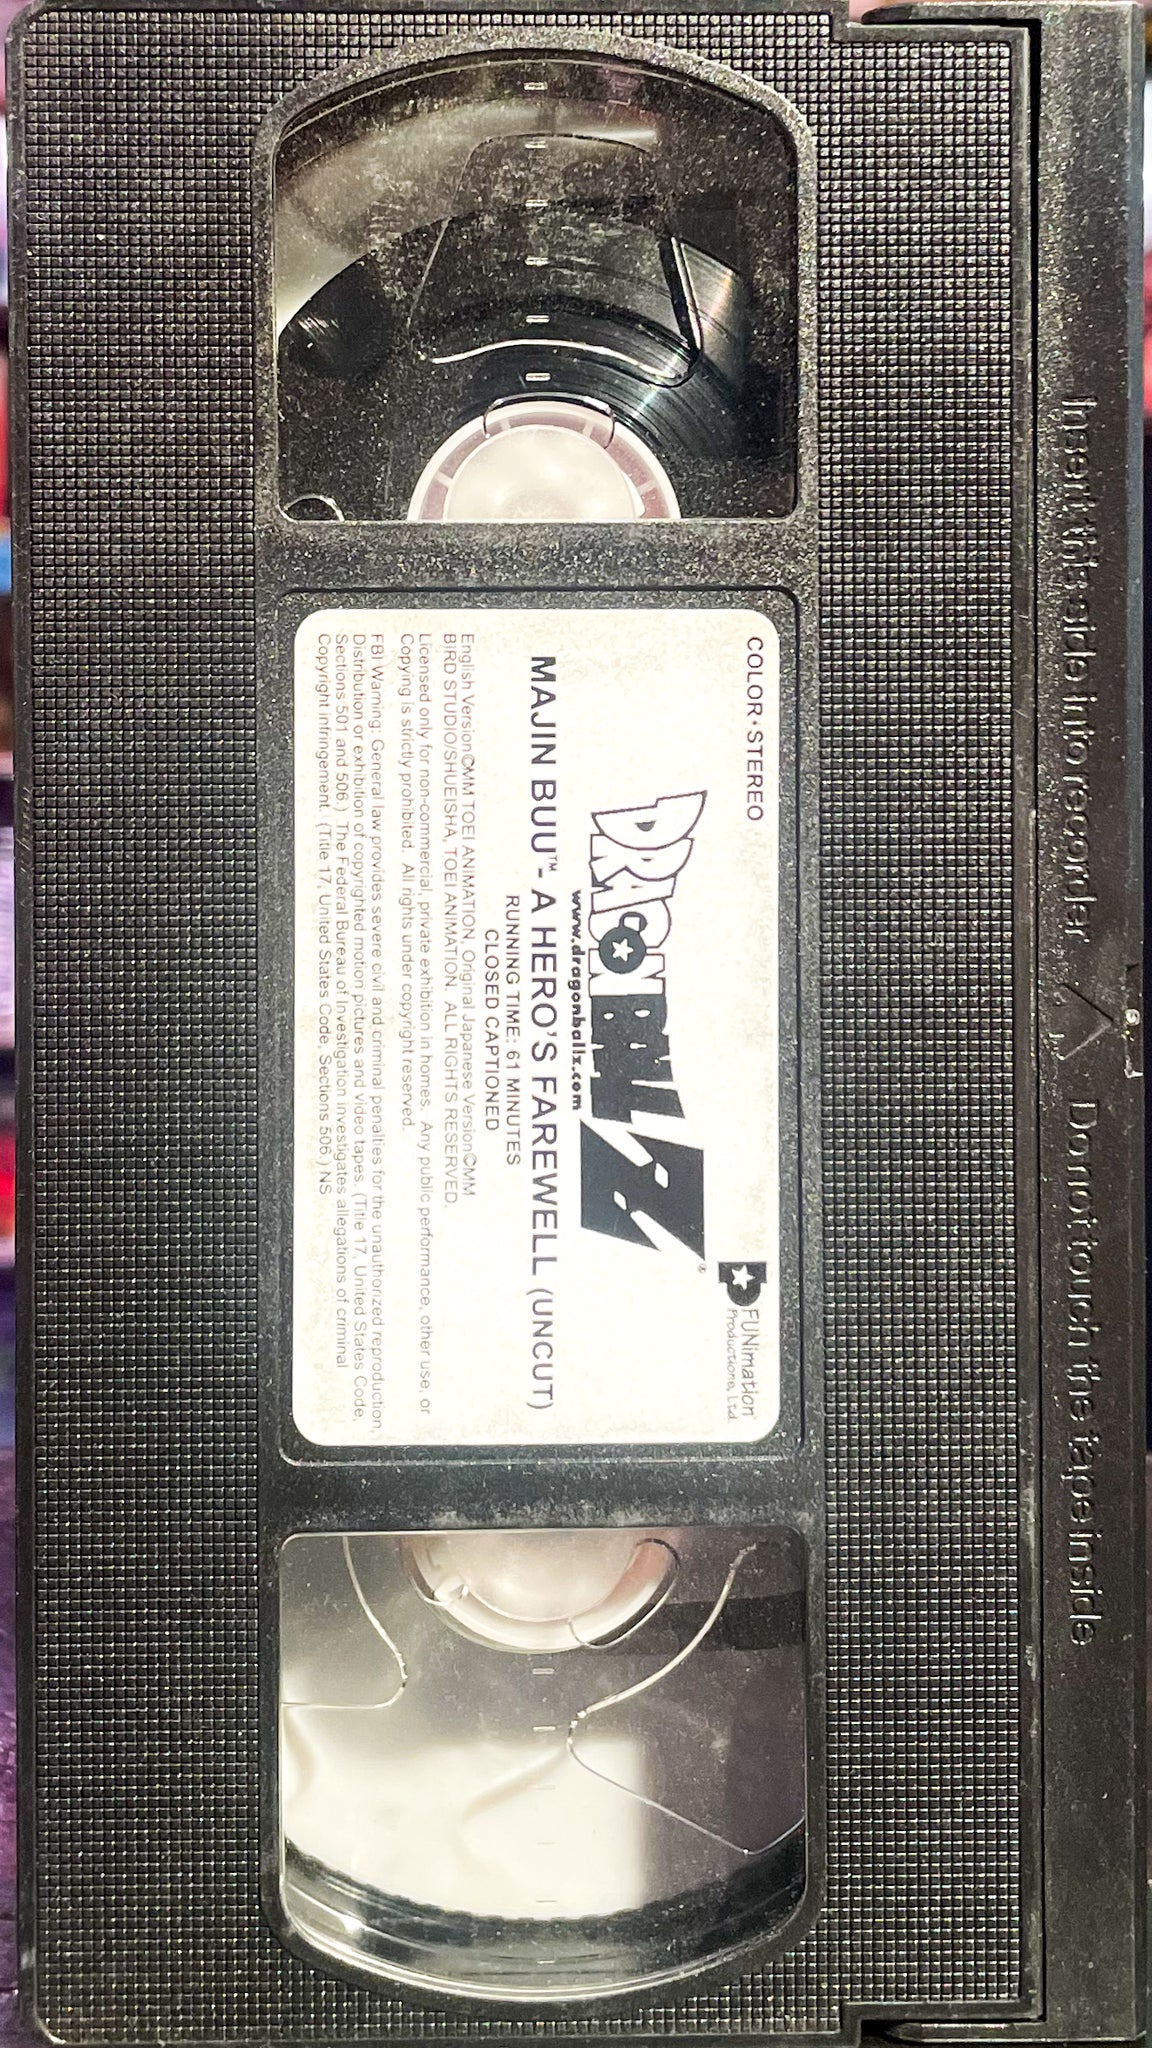 Insert this side into recorder △ Do not touch the tape inside
COLOR • STEREO
FUNimation
Productions, Ltd.
DRAGON BALL Z®
www.dragonballz.com
MAJIN BUU™- A HERO'S FAREWELL (UNCUT)
RUNNING TIME: 61 MINUTES
CLOSED CAPTIONED
English Version©MM TOEI ANIMATION, Original Japanese Version©MM
BIRD STUDIO/SHUEISHA, TOEI ANIMATION. ALL RIGHTS RESERVED.
Licensed only for non-commercial, private exhibition in homes. Any public performance, other use, or
Copying is strictly prohibited. All rights under copyright reserved.
FBI Warning: General law provides severe civil and criminal penalties for the unauthorized reproduction,
Distribution or exhibition of copyrighted motion pictures and video tapes. (Title 17, United States Code,
Sections 501 and 506.) The Federal Bureau of Investigation investigates allegations of criminal
Copyright infringement. (Title 17, United States Code, Sections 506.) NS